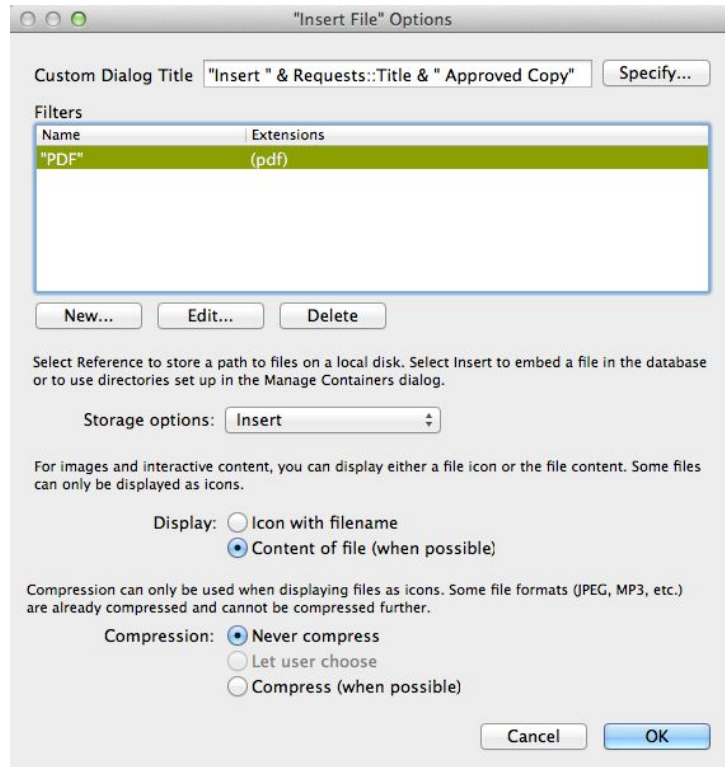 "Insert File" Options
Custom Dialog Title "Insert " & Requests::Title & " Approved Copy" Specify...
Filters
Name Extensions
"PDF" (pdf)
New... Edit... Delete
Select Reference to store a path to files on a local disk. Select Insert to embed a file in the database
or to use directories set up in the Manage Containers dialog.
Storage options: Insert
For images and interactive content, you can display either a file icon or the file content. Some files
can only be displayed as icons.
Display: Icon with filename
Content of file (when possible)
Compression can only be used when displaying files as icons. Some file formats (JPEG, MP3, etc.)
are already compressed and cannot be compressed further.
Compression: Never compress
Let user choose
Compress (when possible)
Cancel OK